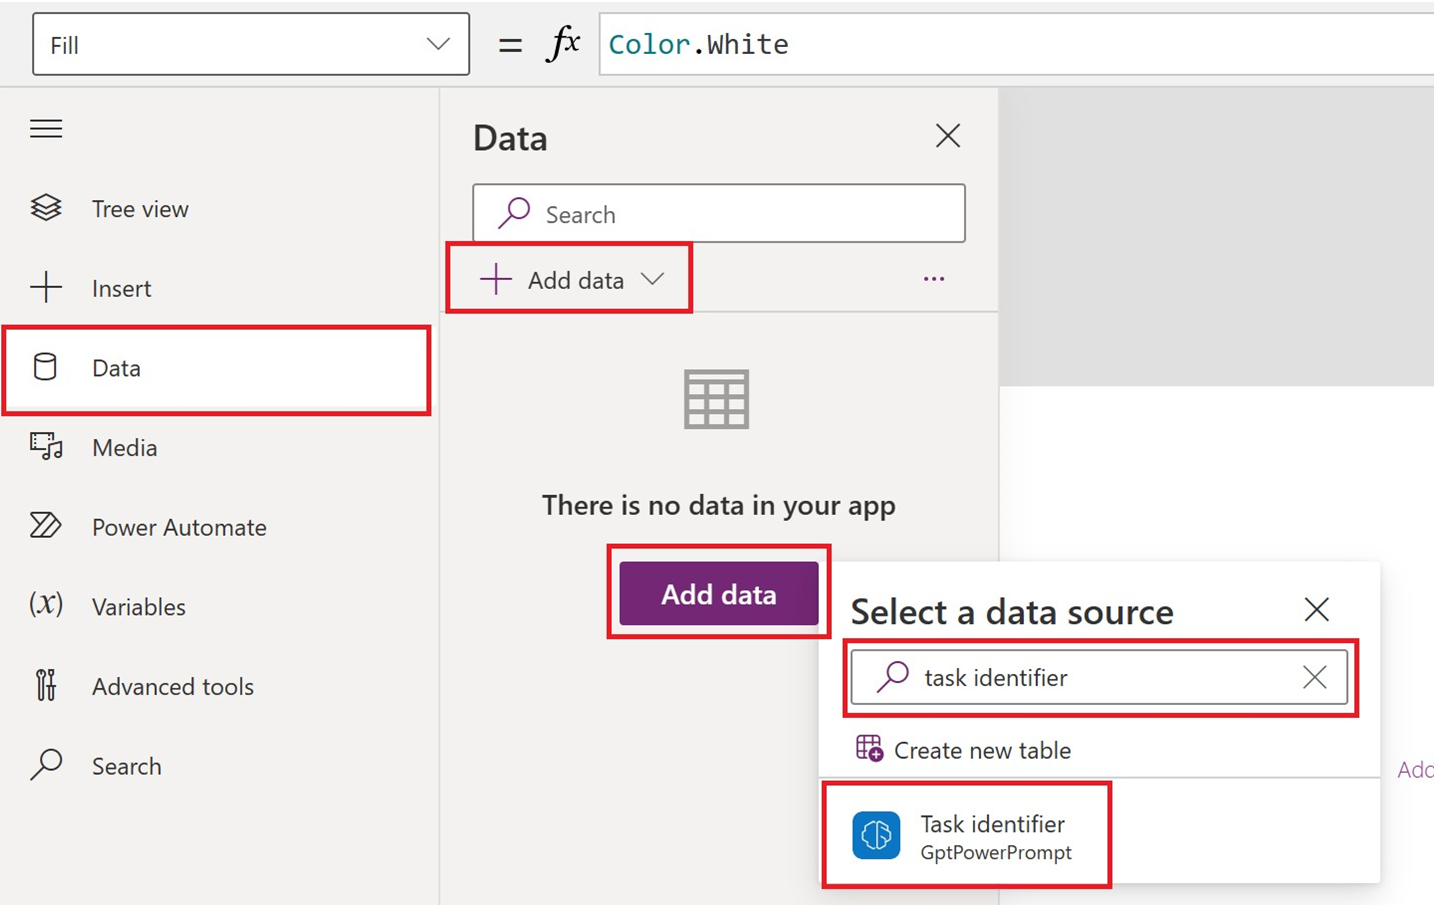 Fill
= fx Color.White
Tree view
Insert
Data
Media
Power Automate
(x) Variables
Advanced tools
Search
Data
Search
Add data
There is no data in your app
Add data
Select a data source
task identifier
Create new table
Task identifier
GptPowerPrompt
Add